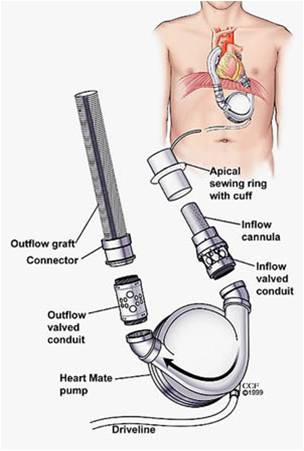 Apical
sewing ring
with cuff
Outflow graft
Connector
Inflow
cannula
Inflow
valved
conduit
Outflow
valved
conduit
Heart Mate
pump
CCF
©1999
Driveline